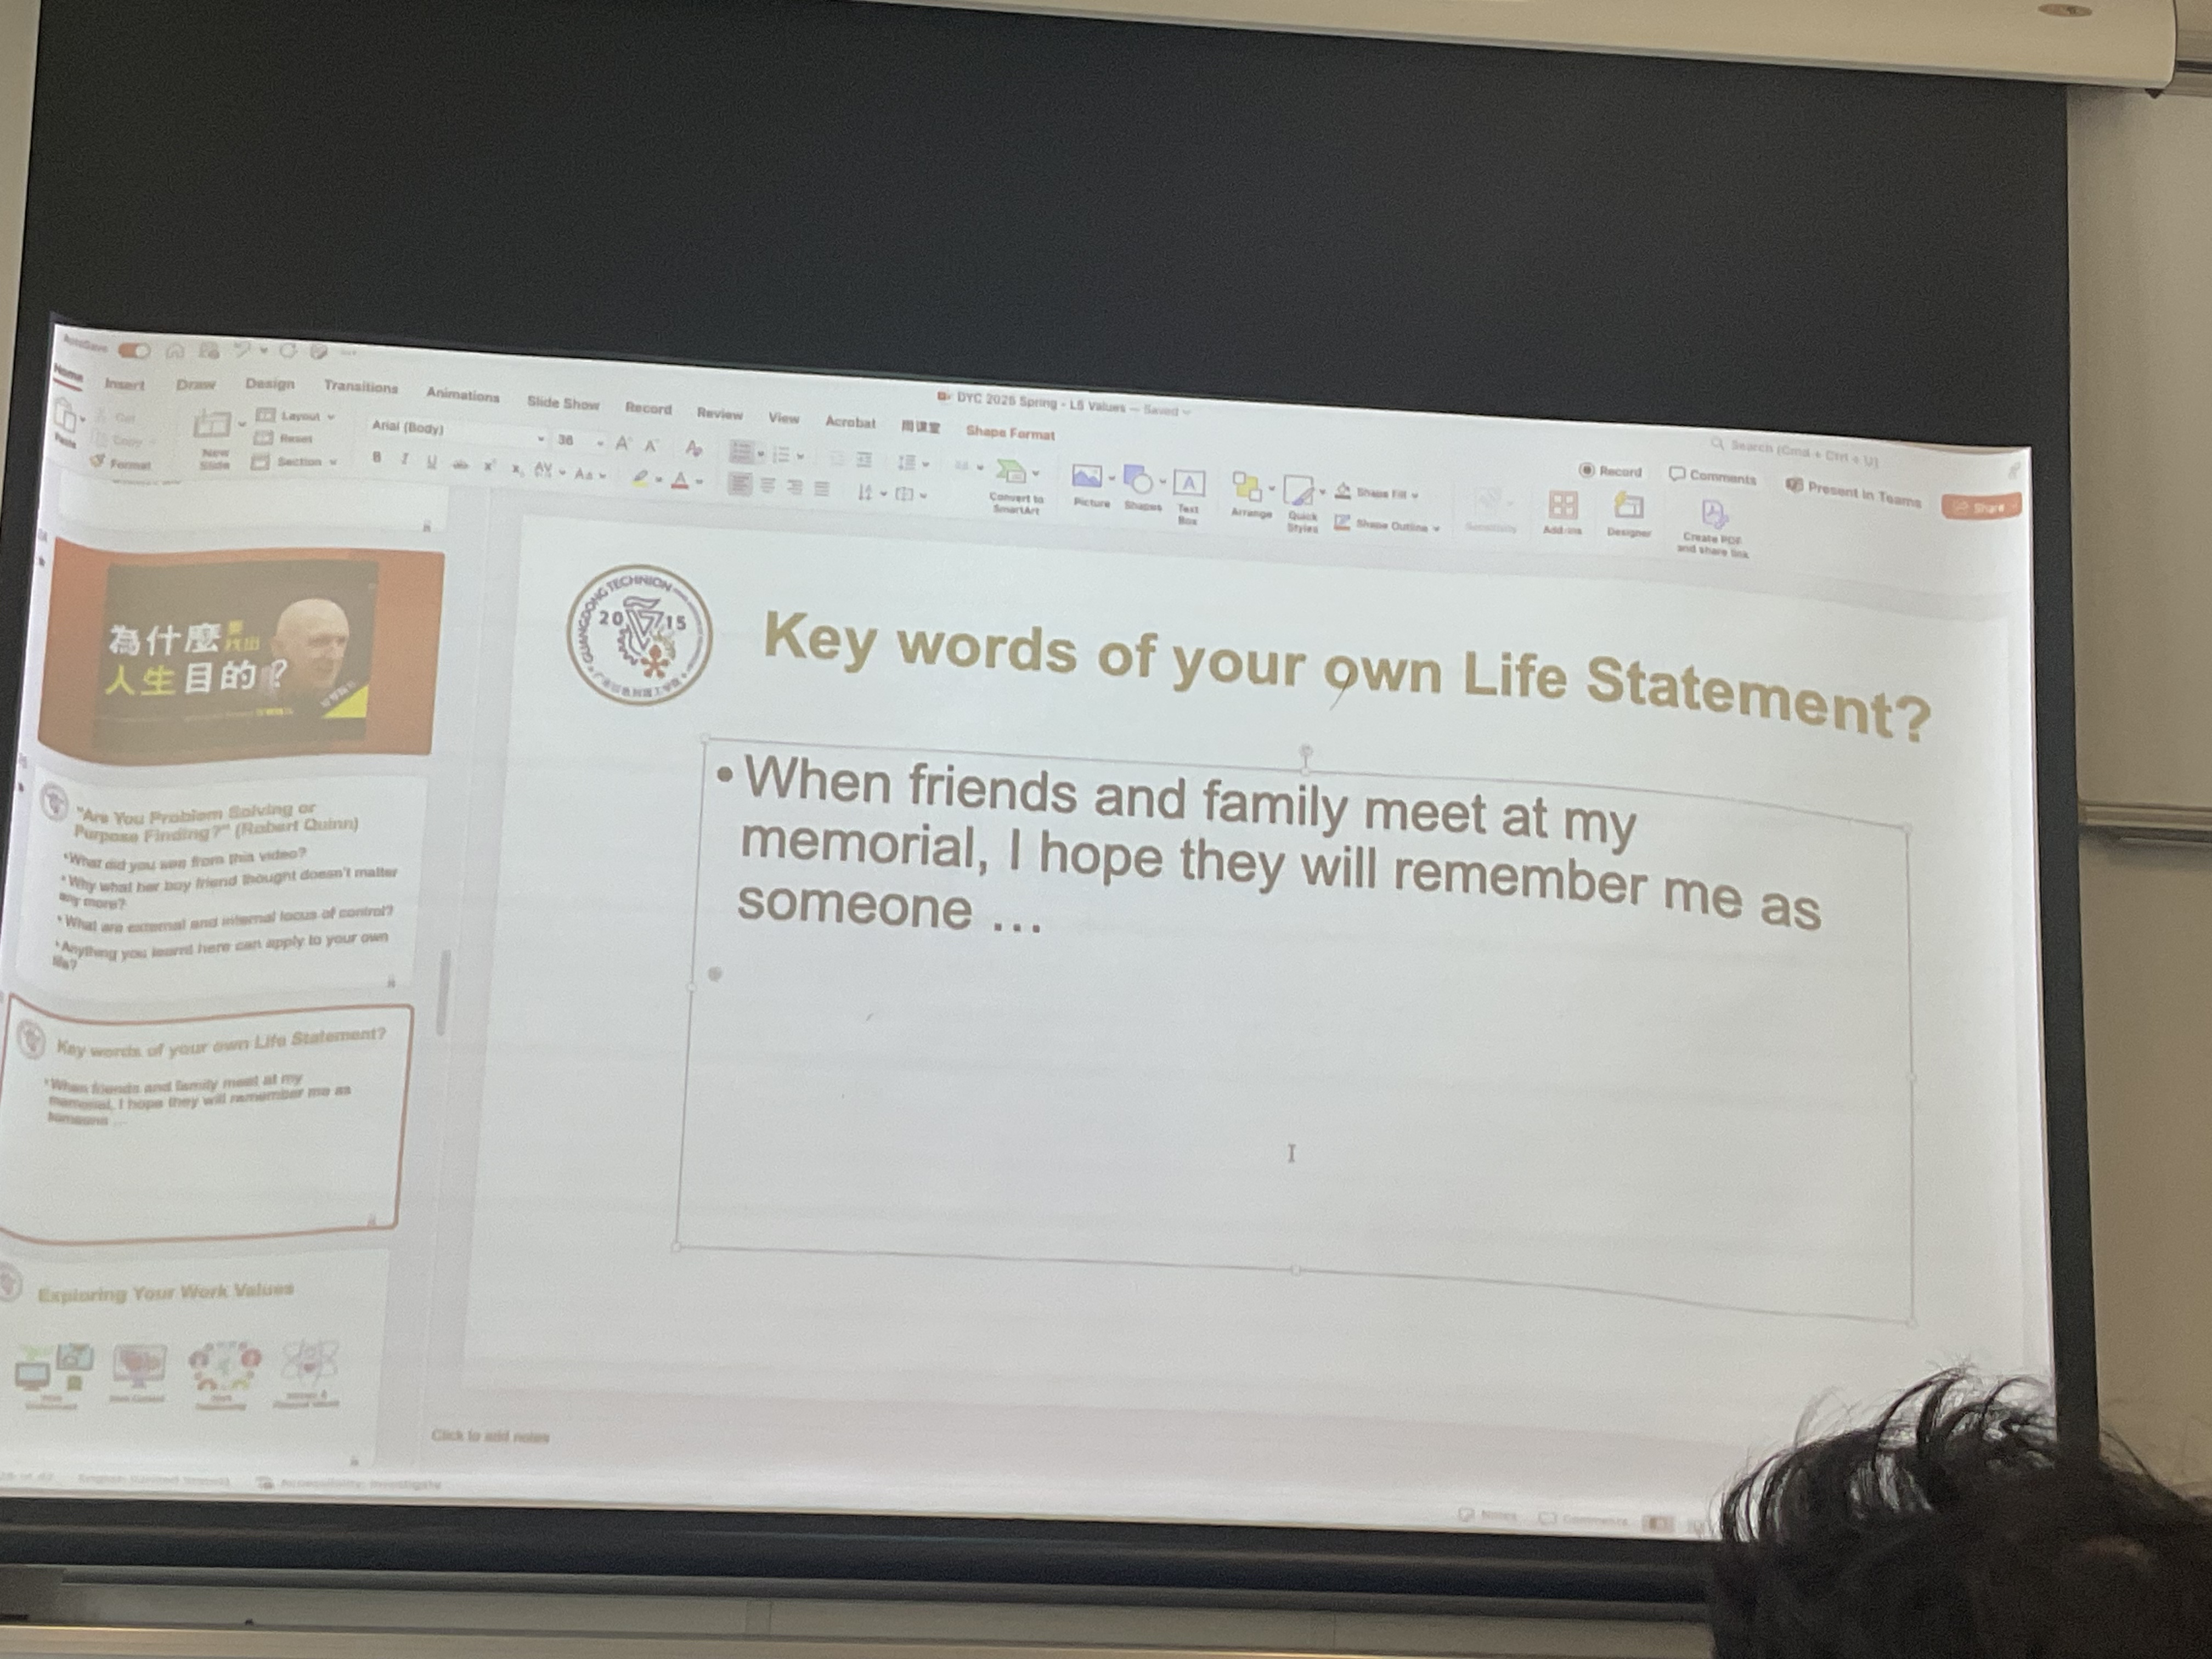 AutoSave
DYC 2025 Spring - L5 Values — Saved
Search (Cmd + Ctrl + U)
Home Insert Draw Design Transitions Animations Slide Show Record Review View Acrobat 雨课堂 Shape Format
Record Comments Present in Teams Share
Paste Cut Copy Format
New Slide
Layout
Reset
Section
Arial (Body) 36
Convert to SmartArt
Picture Shapes Text Box Arrange Quick Styles
Shape Fill
Shape Outline
Sensitivity Add-ins Designer Create PDF and share link
為什麼要找出
人生目的?
"Are You Problem Solving or
Purpose Finding?" (Robert Quinn)
•What did you see from this video?
•Why what her boy friend thought doesn't matter
any more?
•What are external and internal locus of control?
•Anything you learnt here can apply to your own
life?
Key words of your own Life Statement?
•When friends and family meet at my
memorial, I hope they will remember me as
someone ...
Exploring Your Work Values
GUANGDONG TECHNION
2015
Key words of your own Life Statement?
• When friends and family meet at my
memorial, I hope they will remember me as
someone ...
Click to add notes
Accessibility: Investigate
Notes Comments